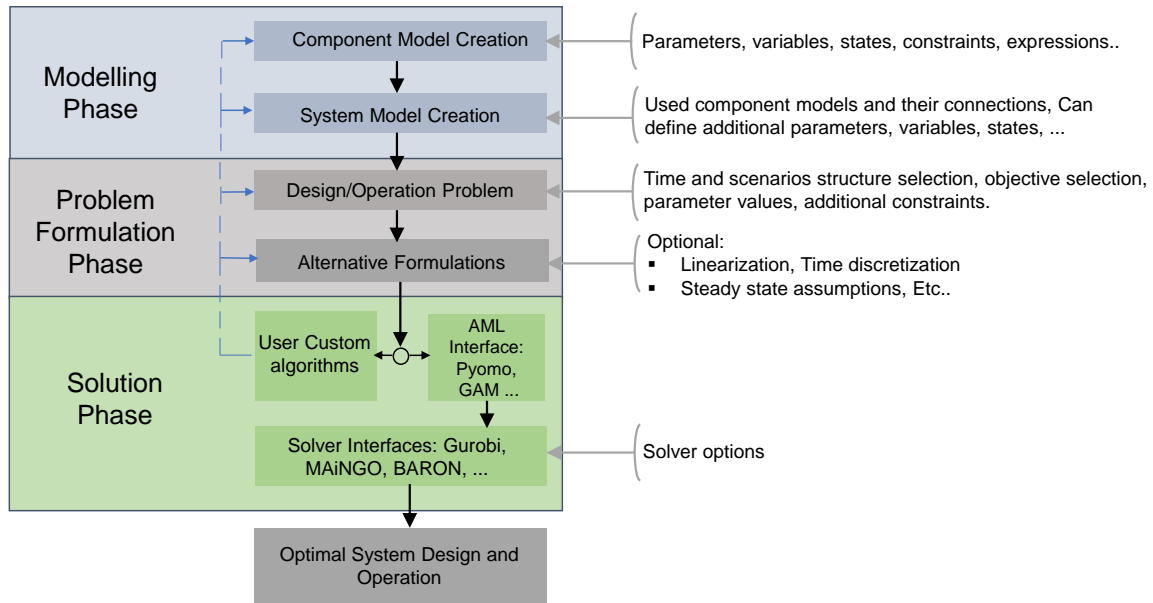 Modelling
Phase
Component Model Creation
Parameters, variables, states, constraints, expressions..
System Model Creation
Used component models and their connections, Can
define additional parameters, variables, states, ...
Problem
Formulation
Phase
Design/Operation Problem
Time and scenarios structure selection, objective selection,
parameter values, additional constraints.
Alternative Formulations
Optional:
▪ Linearization, Time discretization
▪ Steady state assumptions, Etc..
Solution
Phase
User Custom
algorithms
AML
Interface:
Pyomo,
GAM ...
Solver Interfaces: Gurobi,
MAiNGO, BARON, ...
Solver options
Optimal System Design and
Operation